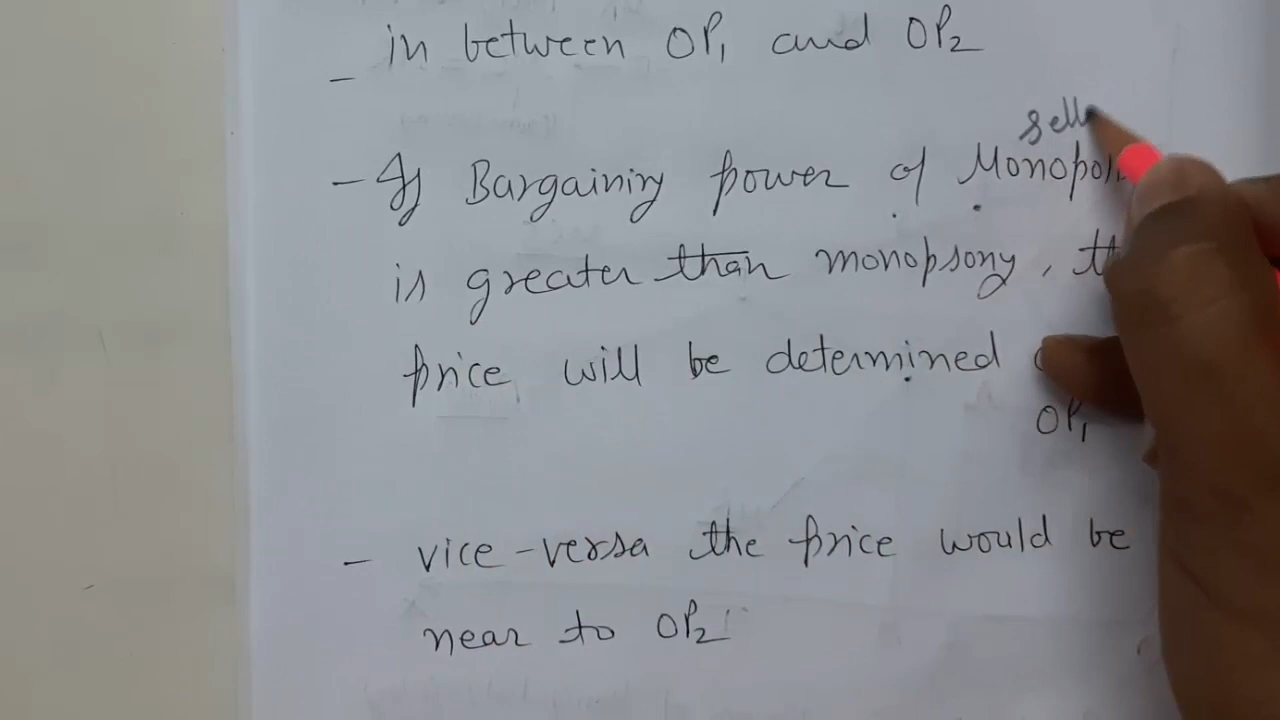 in between OP₁ and OP₂
-
sell
- If Bargaining power of Monopol
is greater than monopsony, th
price will be determined
OP₁
- vice-versa the price would be
near to OP₂